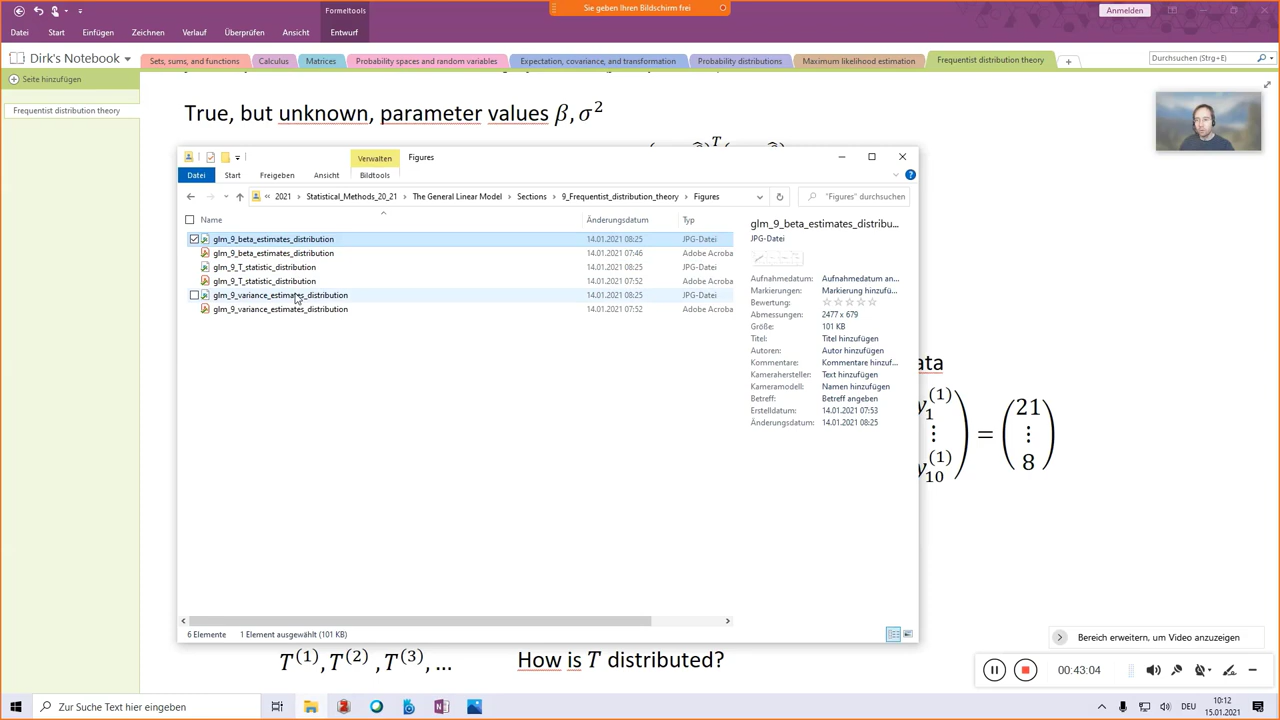 Formeltools
Sie geben Ihren Bildschirm frei
Anmelden
Datei Start Einfügen Zeichnen Verlauf Überprüfen Ansicht Entwurf
Dirk's Notebook
Sets, sums, and functions Calculus Matrices Probability spaces and random variables Expectation, covariance, and transformation Probability distributions Maximum likelihood estimation Frequentist distribution theory
Durchsuchen (Strg+E)
Seite hinzufügen
Frequentist distribution theory
True, but unknown, parameter values β, σ²
Verwalten Figures
Datei Start Freigeben Ansicht Bildtools
« 2021 › Statistical_Methods_20_21 › The General Linear Model › Sections › 9_Frequentist_distribution_theory › Figures
"Figures" durchsuchen
Name Änderungsdatum Typ
glm_9_beta_estimates_distribution 14.01.2021 08:25 JPG-Datei
glm_9_beta_estimates_distribution 14.01.2021 07:46 Adobe Acroba
glm_9_T_statistic_distribution 14.01.2021 08:25 JPG-Datei
glm_9_T_statistic_distribution 14.01.2021 07:52 Adobe Acroba
glm_9_variance_estimates_distribution 14.01.2021 08:25 JPG-Datei
glm_9_variance_estimates_distribution 14.01.2021 07:52 Adobe Acroba
glm_9_beta_estimates_distribu...
JPG-Datei
Aufnahmedatum: Aufnahmedatum an...
Markierungen: Markierung hinzufü...
Bewertung: ☆☆☆☆☆
Abmessungen: 2477 x 679
Größe: 101 KB
Titel: Titel hinzufügen
Autoren: Autor hinzufügen
Kommentare: Kommentare hinzuf...
Kamerahersteller: Text hinzufügen
Kameramodell: Namen hinzufügen
Betreff: Betreff angeben
Erstelldatum: 14.01.2021 07:53
Änderungsdatum: 14.01.2021 08:25
ata
y₁⁽¹⁾ 21
⋮ = ⋮
y₁₀⁽¹⁾ 8
6 Elemente 1 Element ausgewählt (101 KB)
Bereich erweitern, um Video anzuzeigen
T⁽¹⁾, T⁽²⁾ , T⁽³⁾, … How is T distributed?
00:43:04
Zur Suche Text hier eingeben
DEU
10:12
15.01.2021